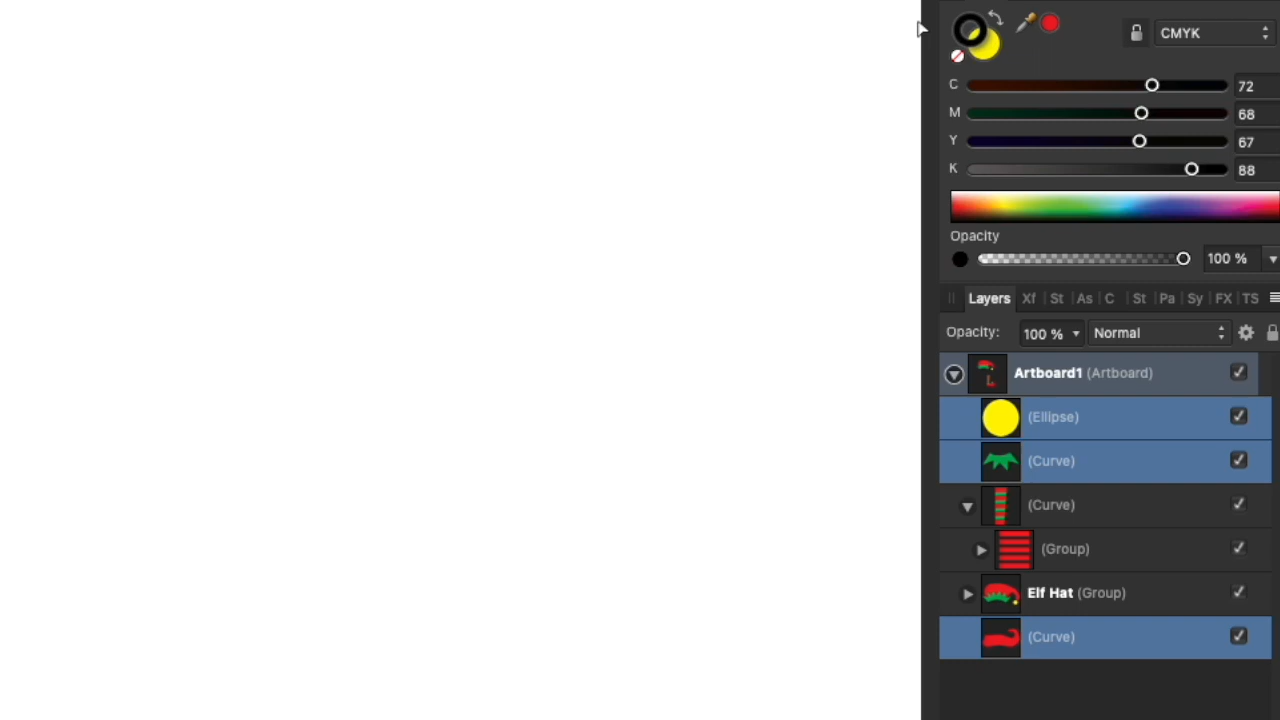 CMYK
C 72
M 68
Y 67
K 88
Opacity
100 %
Layers Xf St As C St Pa Sy FX TS
Opacity: 100 % Normal
Artboard1 (Artboard)
(Ellipse)
(Curve)
(Curve)
(Group)
Elf Hat (Group)
(Curve)